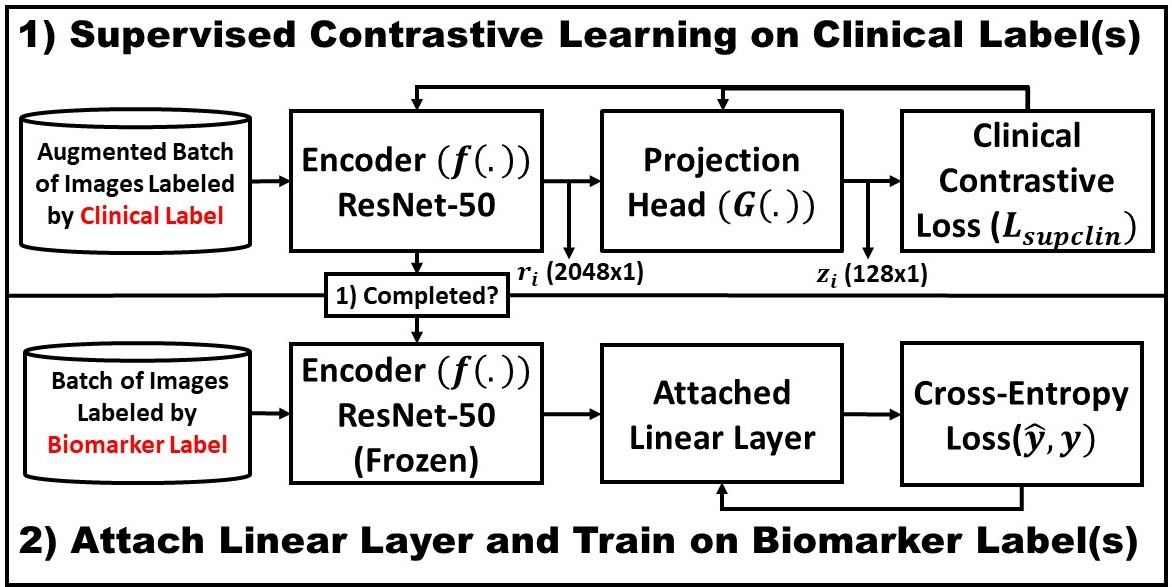 1) Supervised Contrastive Learning on Clinical Label(s)
Augmented Batch
of Images Labeled
by Clinical Label
Encoder (f(.))
ResNet-50
Projection
Head (G(.))
Clinical
Contrastive
Loss (L_supclin)
r_i (2048x1)
z_i (128x1)
1) Completed?
Batch of Images
Labeled by
Biomarker Label
Encoder (f(.))
ResNet-50
(Frozen)
Attached
Linear Layer
Cross-Entropy
Loss(ŷ, y)
2) Attach Linear Layer and Train on Biomarker Label(s)